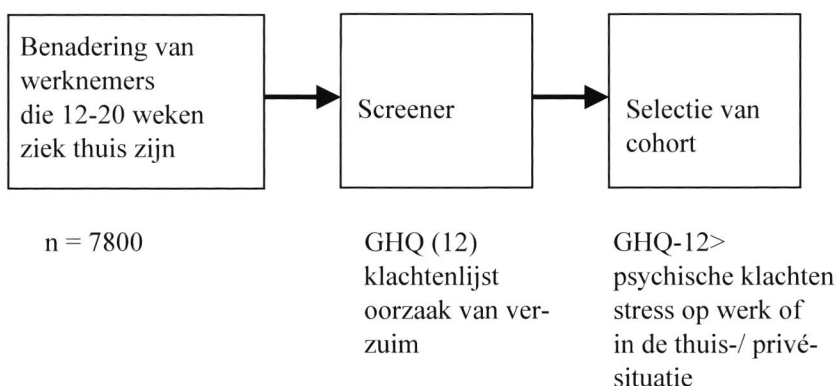 Benadering van
werknemers
die 12-20 weken
ziek thuis zijn
Screener
Selectie van
cohort
n = 7800
GHQ (12)
klachtenlijst
oorzaak van ver-
zuim
GHQ-12>
psychische klachten
stress op werk of
in de thuis-/ privé-
situatie